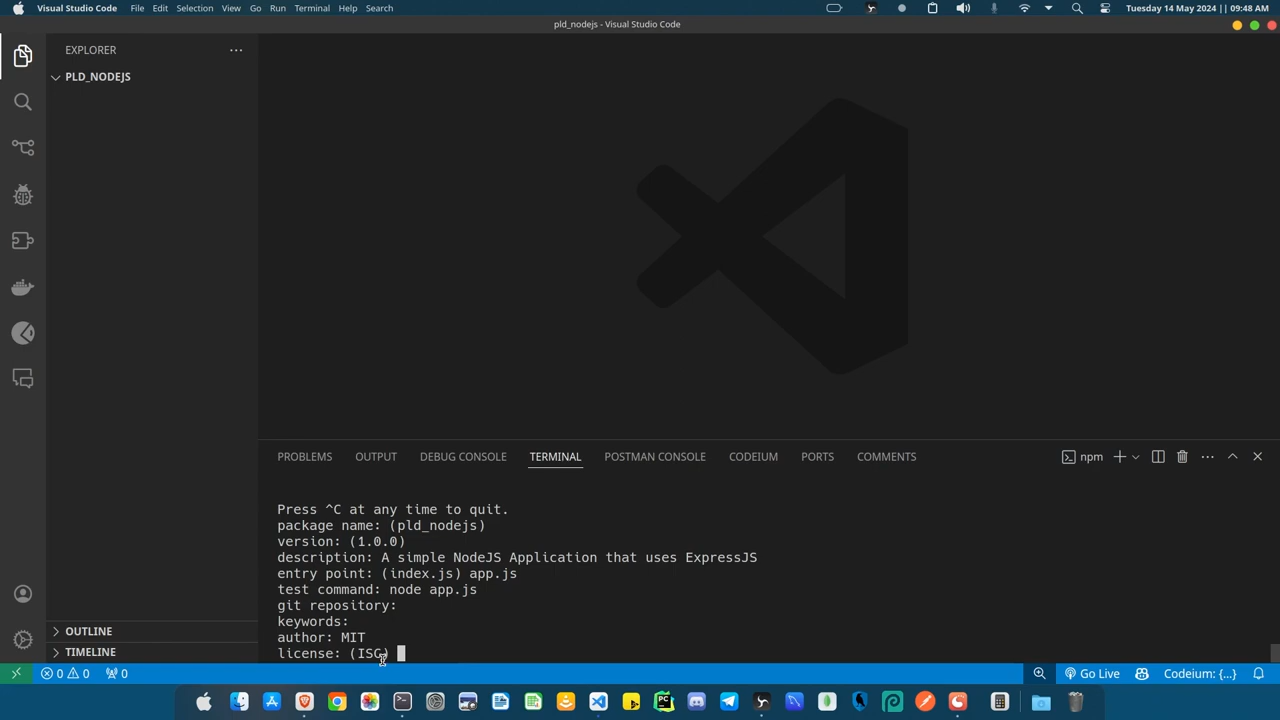 Visual Studio Code File Edit Selection View Go Run Terminal Help Search Tuesday 14 May 2024 || 09:48 AM
pld_nodejs - Visual Studio Code
EXPLORER
PLD_NODEJS
PROBLEMS OUTPUT DEBUG CONSOLE TERMINAL POSTMAN CONSOLE CODEIUM PORTS COMMENTS npm
Press ^C at any time to quit.
package name: (pld_nodejs)
version: (1.0.0)
description: A simple NodeJS Application that uses ExpressJS
entry point: (index.js) app.js
test command: node app.js
git repository:
keywords:
author: MIT
license: (ISC)
OUTLINE
TIMELINE
0 0 0 Go Live Codeium: {...}